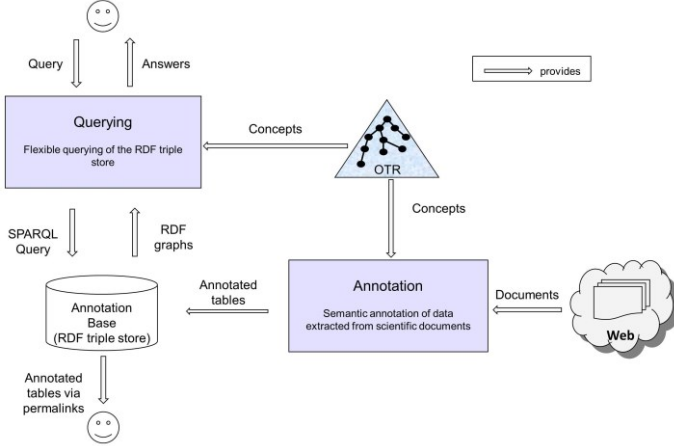 Query
Answers
provides
Querying
Flexible querying of the RDF triple
store
Concepts
OTR
Concepts
SPARQL
Query
RDF
graphs
Annotated
tables
Annotation
Semantic annotation of data
extracted from scientific documents
Documents
Web
Annotation
Base
(RDF triple store)
Annotated
tables via
permalinks